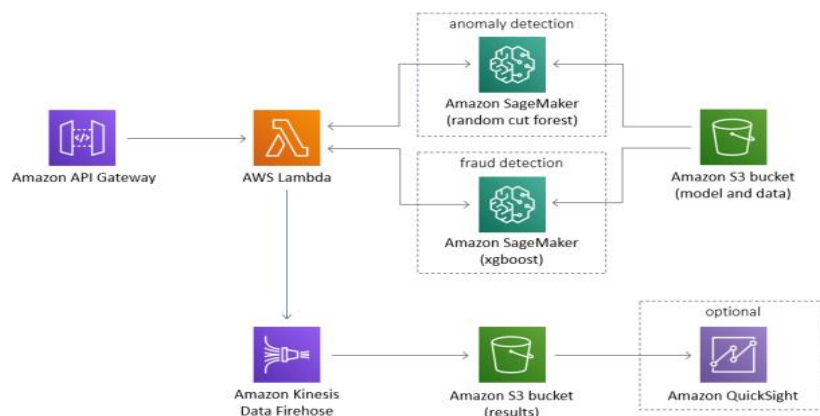 anomaly detection
Amazon SageMaker
(random cut forest)
Amazon API Gateway
AWS Lambda
Amazon S3 bucket
(model and data)
fraud detection
Amazon SageMaker
(xgboost)
optional
Amazon Kinesis
Data Firehose
Amazon S3 bucket
(results)
Amazon QuickSight